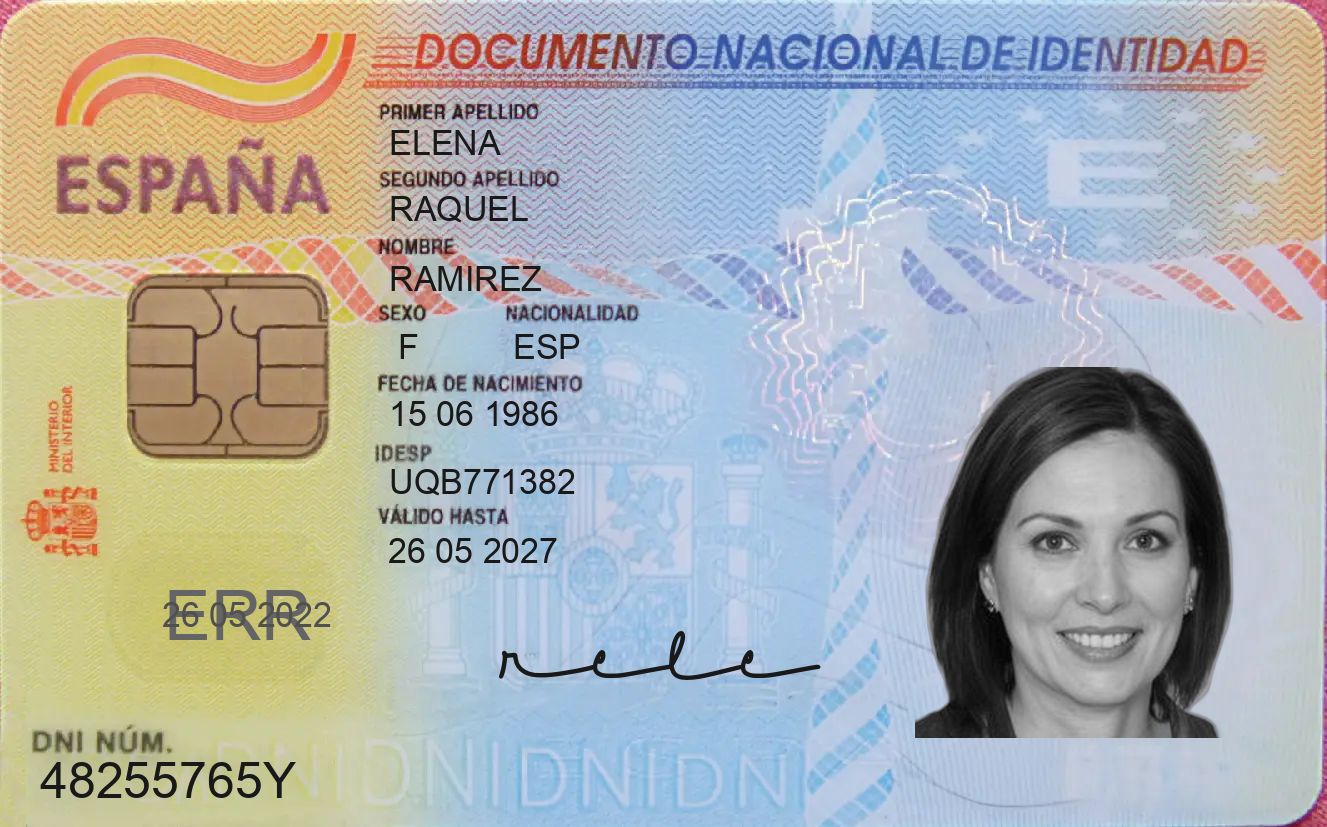 DOCUMENTO NACIONAL DE IDENTIDAD
ESPAÑA
PRIMER APELLIDO
ELENA
SEGUNDO APELLIDO
RAQUEL
NOMBRE
RAMIREZ
SEXO NACIONALIDAD
F ESP
FECHA DE NACIMIENTO
15 06 1986
IDESP
UQB771382
VÁLIDO HASTA
26 05 2027
MINISTERIO
DEL INTERIOR
E
ERR
26 05 2022
rele
DNI NÚM.
48255765Y
DNIDNIDNIDNI